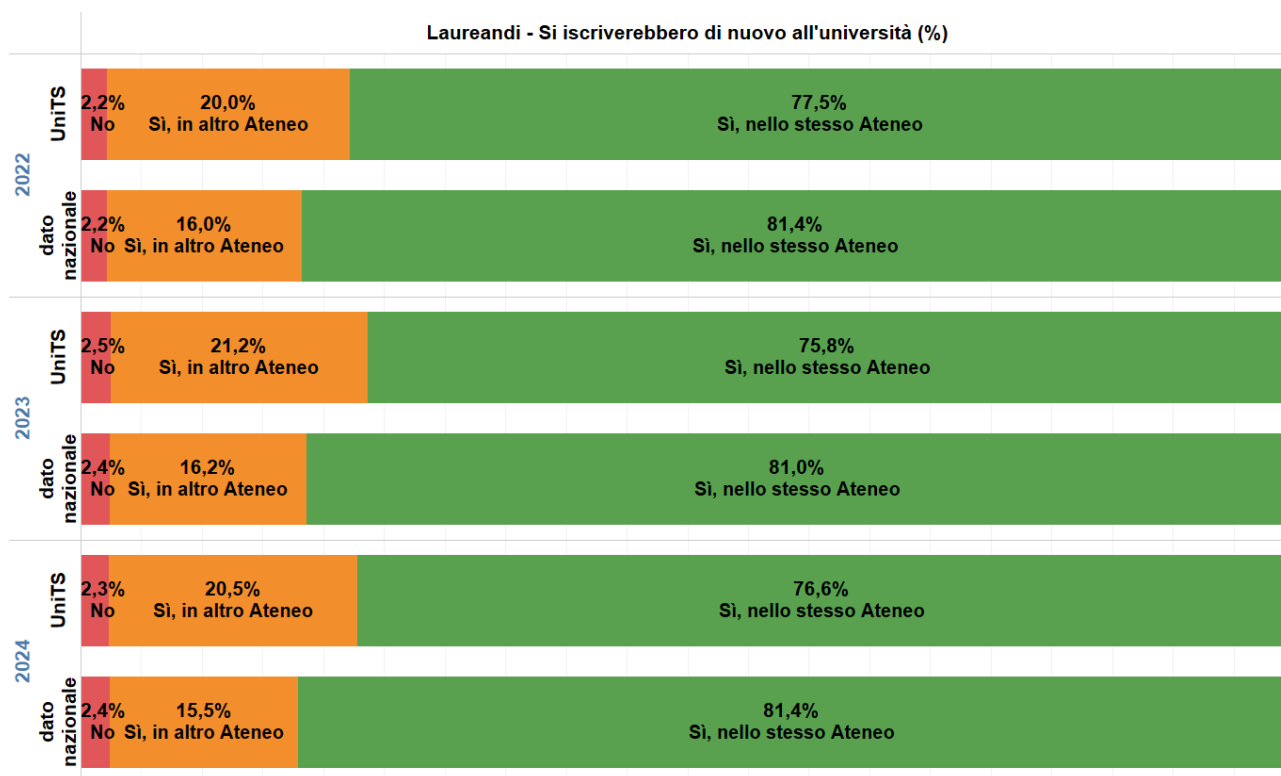 Laureandi - Si iscriverebbero di nuovo all'università (%)
2022
UniTS
2,2%
No
20,0%
Sì, in altro Ateneo
77,5%
Sì, nello stesso Ateneo
dato
nazionale
2,2%
No
16,0%
Sì, in altro Ateneo
81,4%
Sì, nello stesso Ateneo
2023
UniTS
2,5%
No
21,2%
Sì, in altro Ateneo
75,8%
Sì, nello stesso Ateneo
dato
nazionale
2,4%
No
16,2%
Sì, in altro Ateneo
81,0%
Sì, nello stesso Ateneo
2024
UniTS
2,3%
No
20,5%
Sì, in altro Ateneo
76,6%
Sì, nello stesso Ateneo
dato
nazionale
2,4%
No
15,5%
Sì, in altro Ateneo
81,4%
Sì, nello stesso Ateneo